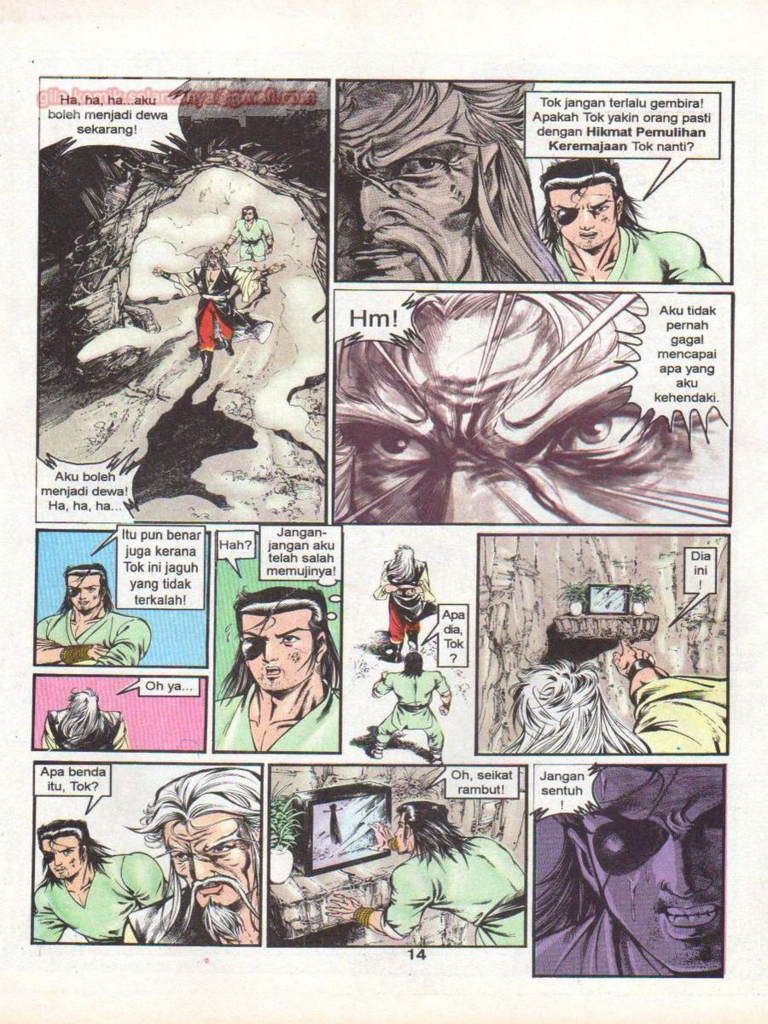 Ha, ha, ha...aku
boleh menjadi dewa
sekarang!
Tok jangan terlalu gembira!
Apakah Tok yakin orang pasti
dengan Hikmat Pemulihan
Keremajaan Tok nanti?
Hm!
Aku tidak
pernah
gagal
mencapai
apa yang
aku
kehendaki.
Aku boleh
menjadi dewa!
Ha, ha, ha...
Itu pun benar
juga kerana
Tok ini jaguh
yang tidak
terkalah!
Oh ya...
Hah?
Jangan-
jangan aku
telah salah
memujinya!
Apa
dia,
Tok
?
Dia
ini
!
Apa benda
itu, Tok?
Oh, seikat
rambut!
Jangan
sentuh
!
14